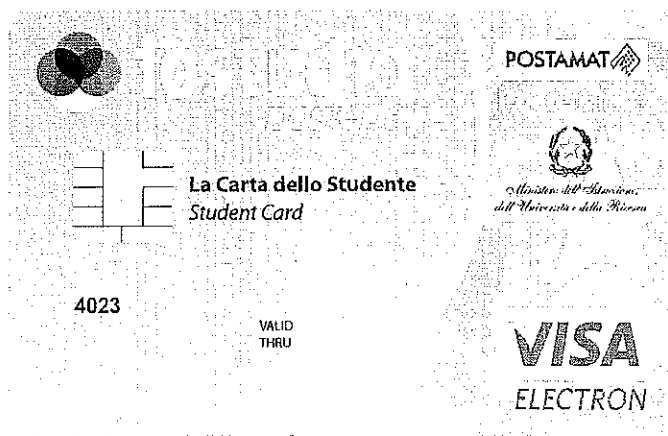 POSTAMAT
La Carta dello Studente
Student Card
Ministero dell'Istruzione,
dell'Università e della Ricerca
4023
VALID
THRU
VISA
ELECTRON